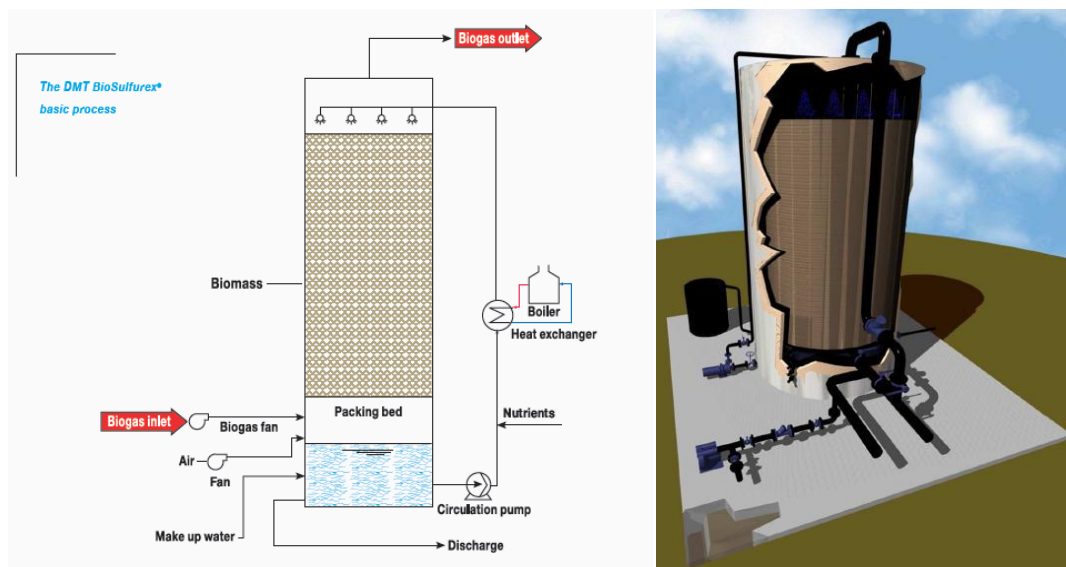 Biogas outlet
The DMT BioSulfurex®
basic process
Biomass
Boiler
Heat exchanger
Biogas inlet
Biogas fan
Packing bed
Nutrients
Air
Fan
Circulation pump
Make up water
Discharge